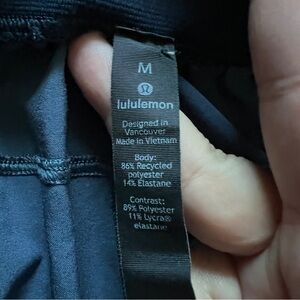 M
lululemon
Designed in
Vancouver
Made in Vietnam
Body:
86% Recycled
polyester
14% Elastane
Contrast:
89% Polyester
11% Lycra®
elastane